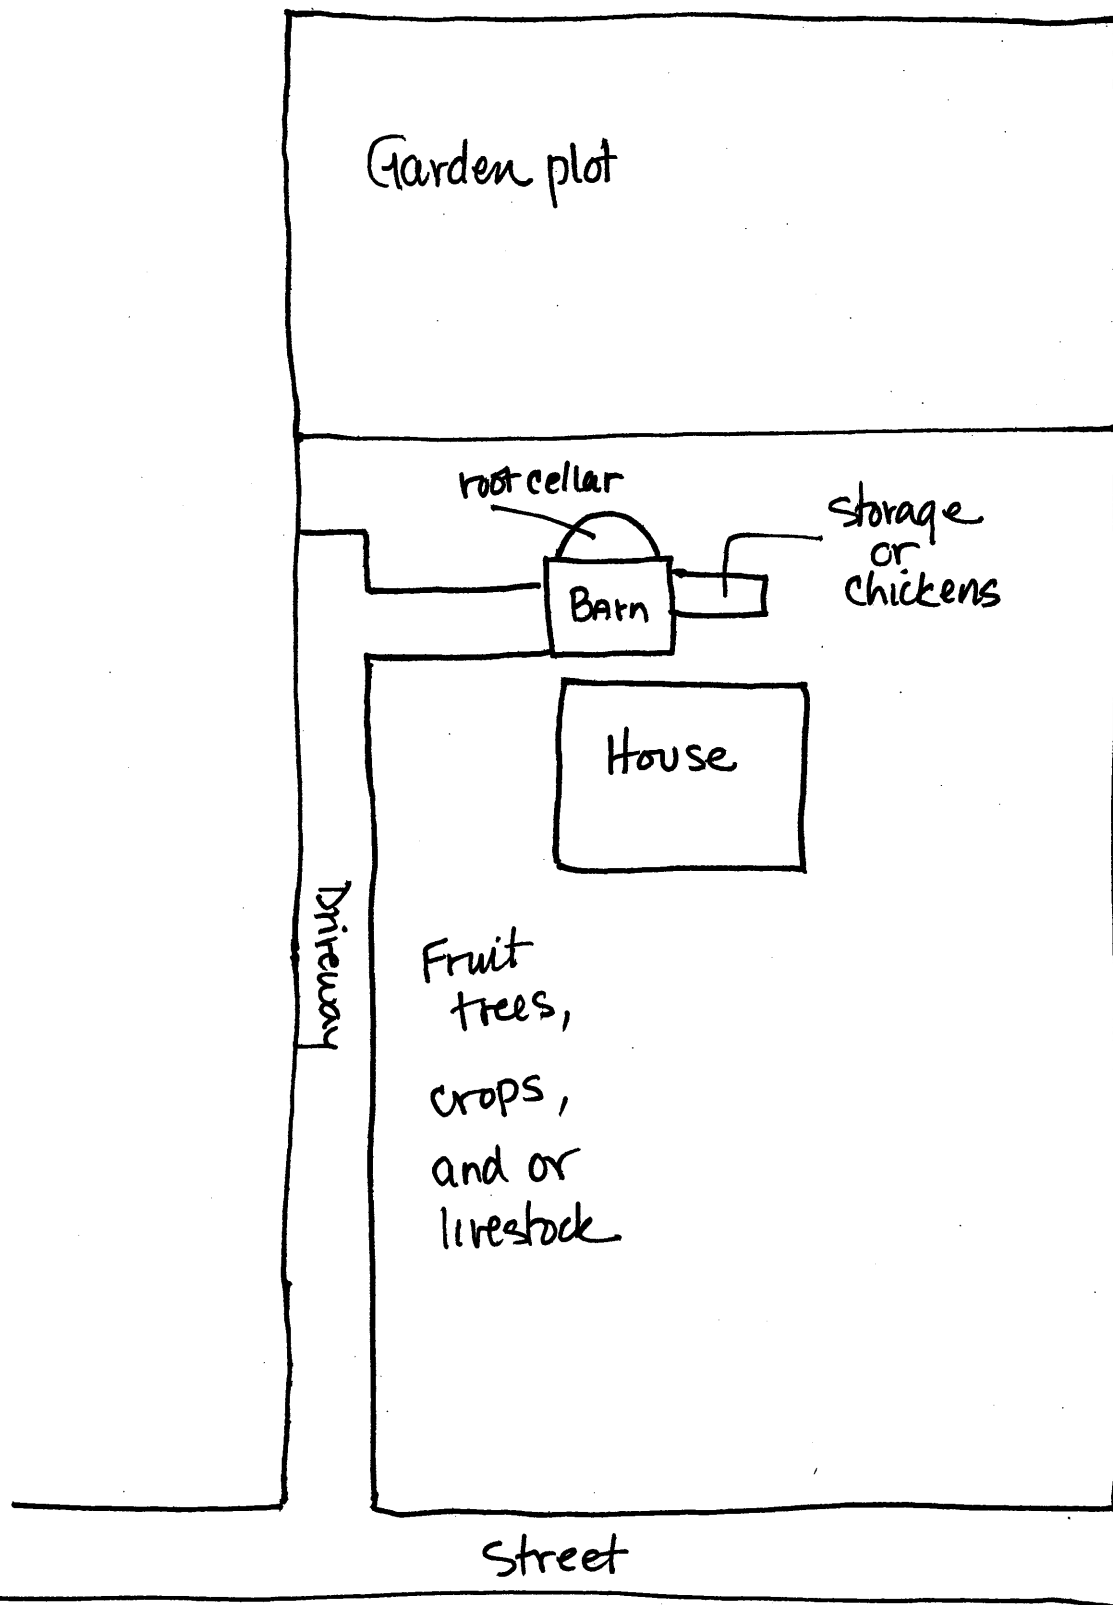 Garden plot
root cellar
storage
or
chickens
Barn
House
Driveway
Fruit
trees,
crops,
and or
livestock
Street